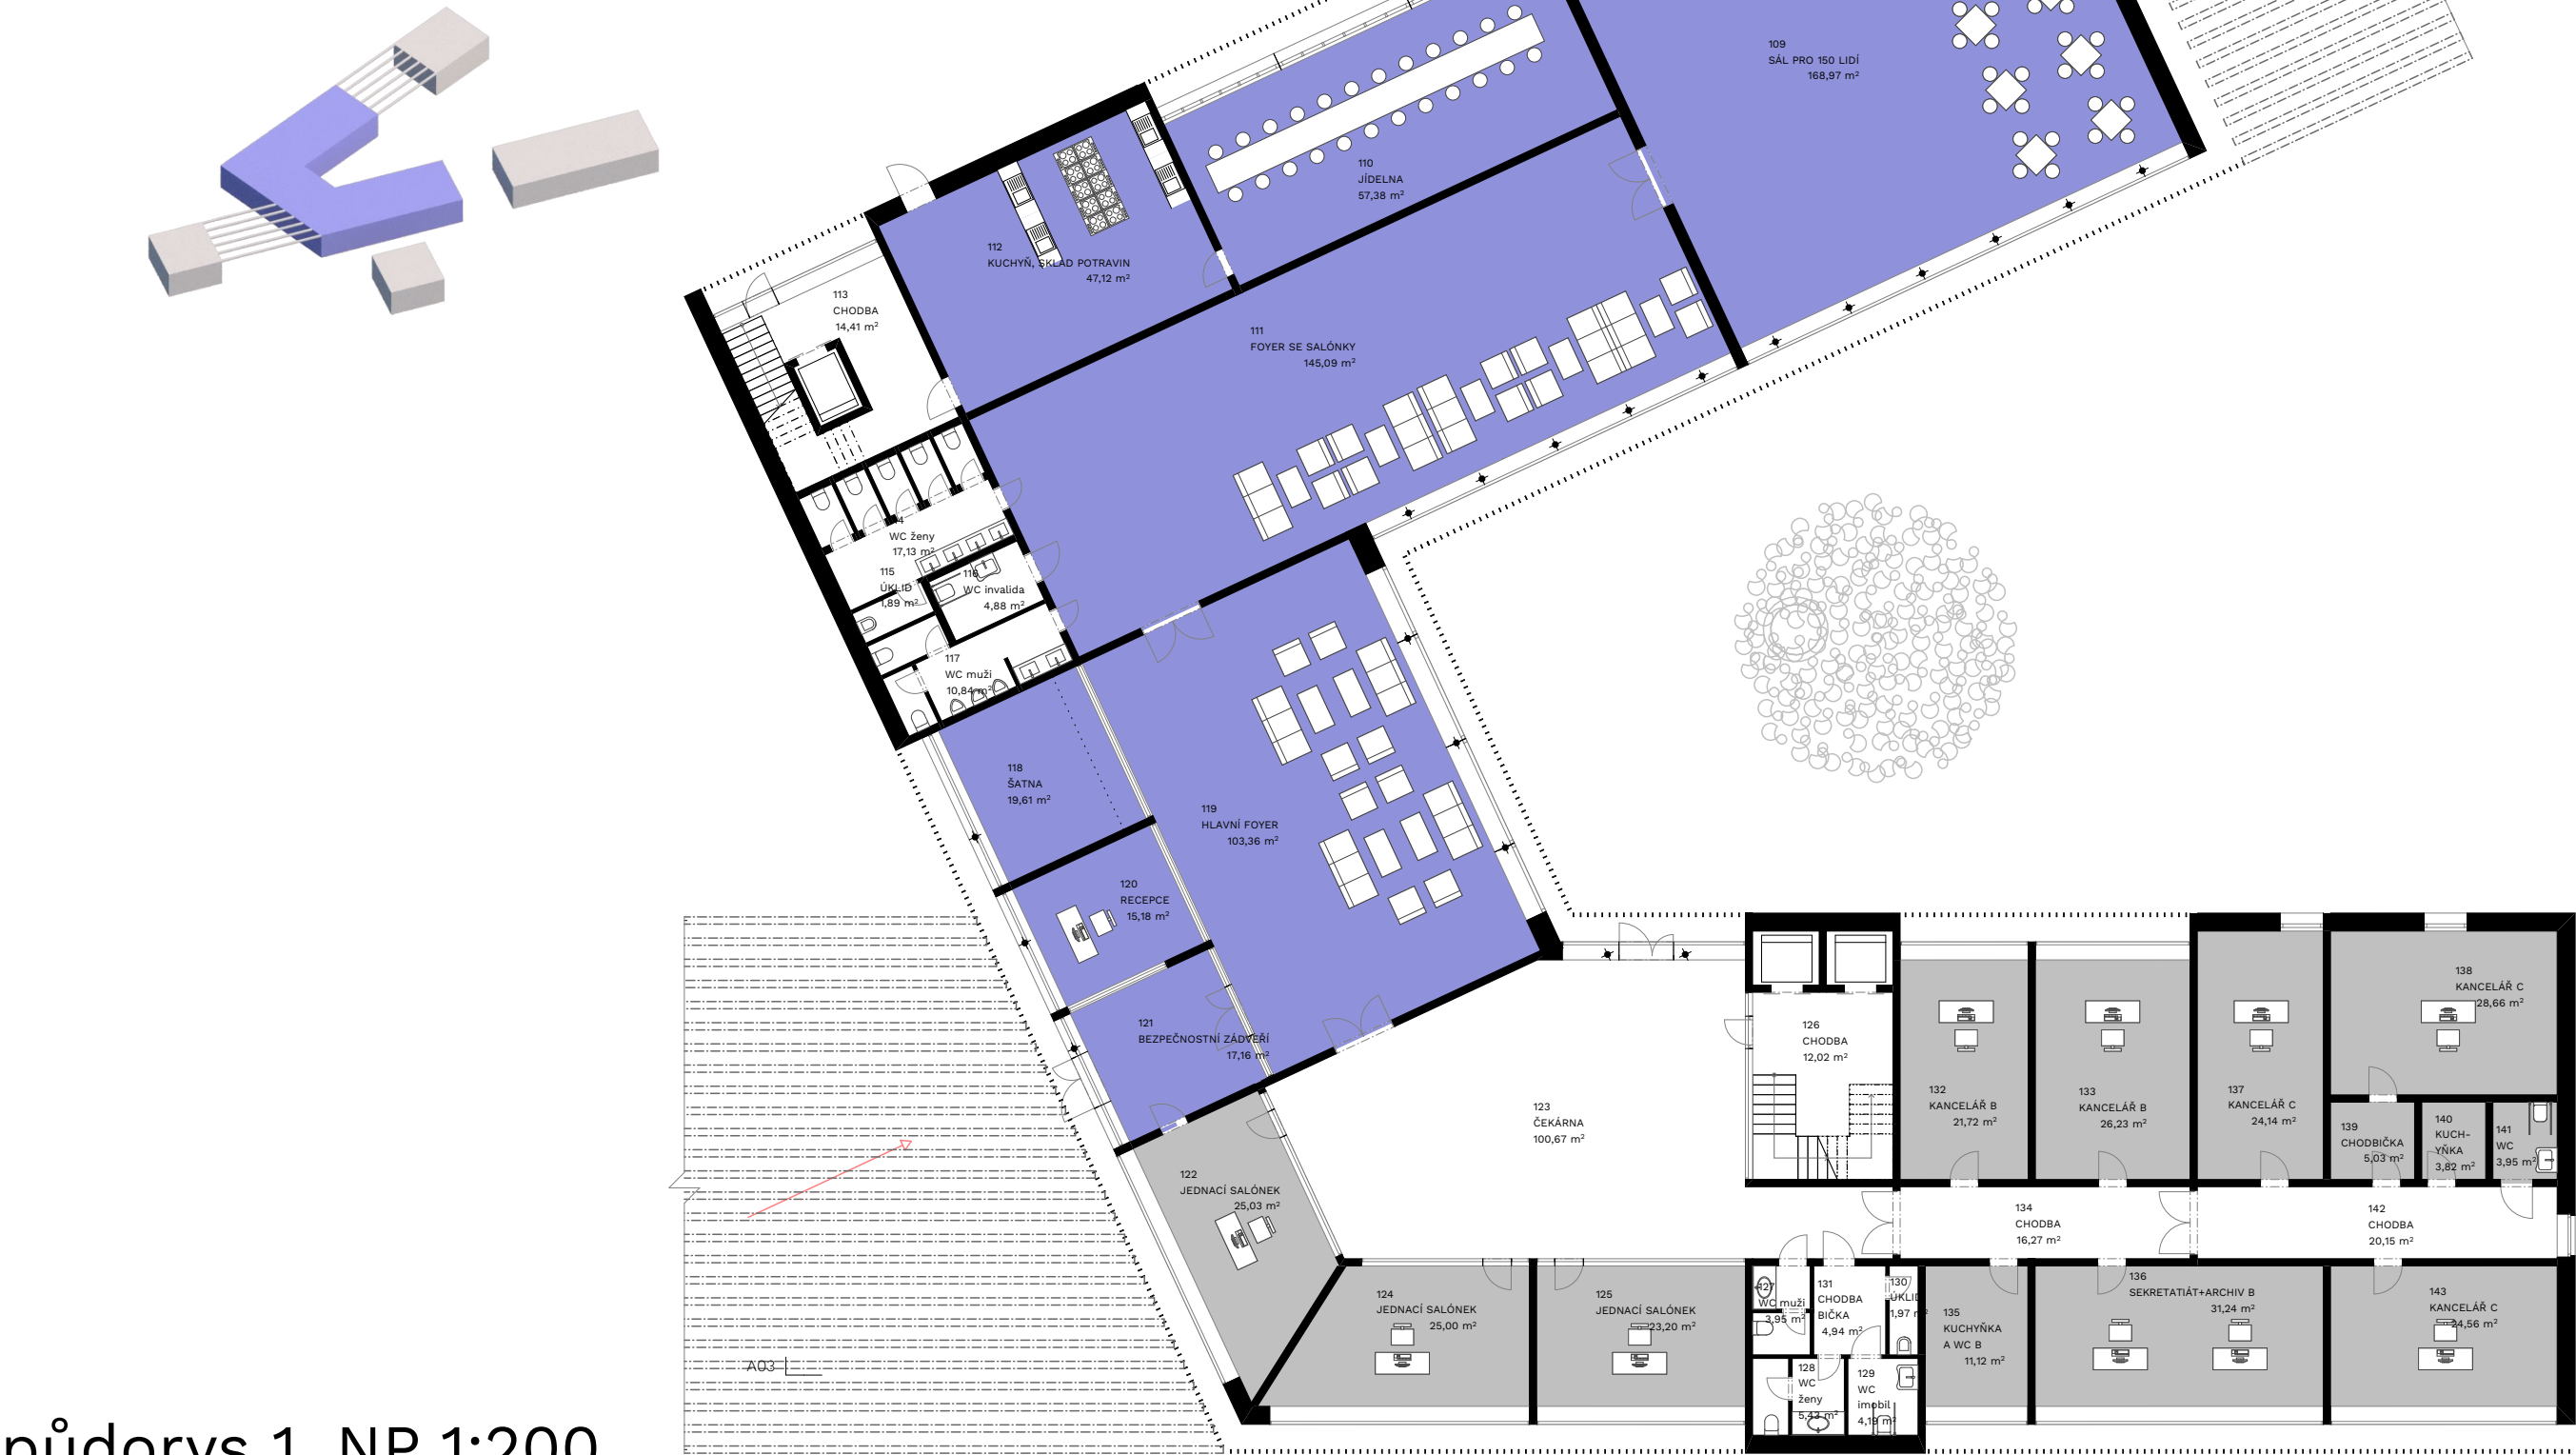 109
SÁL PRO 150 LIDÍ
168,97 m²
110
JÍDELNA
57,38 m²
112
KUCHYŇ, SKLAD POTRAVIN
47,12 m²
113
CHODBA
14,41 m²
111
FOYER SE SALÓNKY
145,09 m²
WC ženy
17,13 m²
115
ÚKLID
1,89 m²
116
WC invalida
4,88 m²
117
WC muži
10,84 m²
118
ŠATNA
19,61 m²
119
HLAVNÍ FOYER
103,36 m²
120
RECEPCE
15,18 m²
121
BEZPEČNOSTNÍ ZÁDVEŘÍ
17,16 m²
122
JEDNACÍ SALÓNEK
25,03 m²
123
ČEKÁRNA
100,67 m²
124
JEDNACÍ SALÓNEK
25,00 m²
125
JEDNACÍ SALÓNEK
23,20 m²
126
CHODBA
12,02 m²
127
WC muži
3,95 m²
131
CHODBA
BIČKA
4,94 m²
130
ÚKLID
1,97 m²
128
WC
ženy
5,43 m²
129
WC
imobil
4,19 m²
132
KANCELÁŘ B
21,72 m²
133
KANCELÁŘ B
26,23 m²
137
KANCELÁŘ C
24,14 m²
138
KANCELÁŘ C
28,66 m²
139
CHODBIČKA
5,03 m²
140
KUCH-
YŇKA
3,82 m²
141
WC
3,95 m²
134
CHODBA
16,27 m²
142
CHODBA
20,15 m²
135
KUCHYŇKA
A WC B
11,12 m²
136
SEKRETATIÁT+ARCHIV B
31,24 m²
143
KANCELÁŘ C
24,56 m²
A03
půdorys 1. NP 1:200